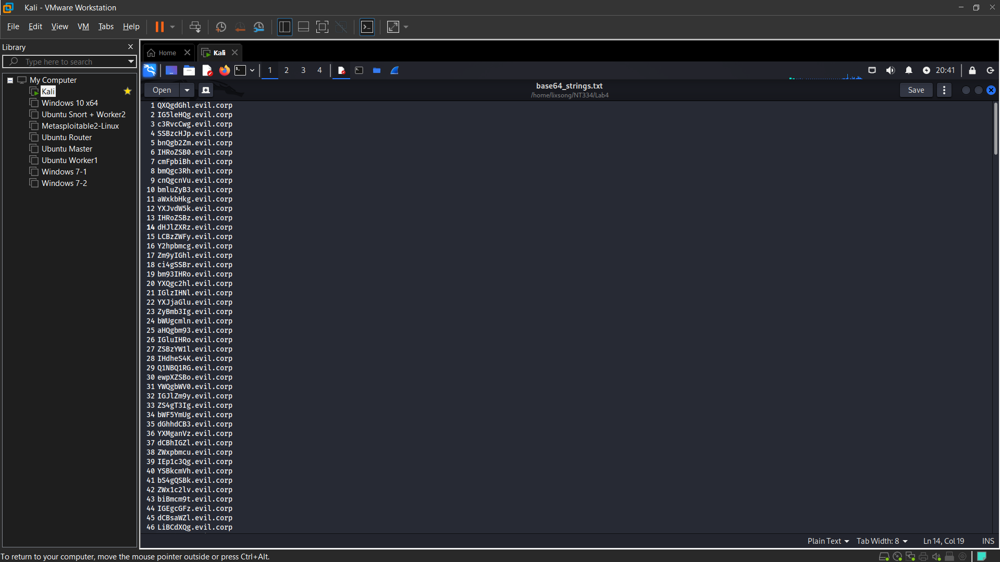 Kali - VMware Workstation
File Edit View VM Tabs Help
Library
Type here to search
My Computer
Kali
Windows 10 x64
Ubuntu Snort + Worker2
Metasploitable2-Linux
Ubuntu Router
Ubuntu Master
Ubuntu Worker1
Windows 7-1
Windows 7-2
Home Kali
1 2 3 4 20:41
Open base64_strings.txt Save
/home/lixsong/NT334/Lab4
1 QXQgdGhl.evil.corp
2 IG5leHQg.evil.corp
3 c3RvcCwg.evil.corp
4 SSBzcHJp.evil.corp
5 bnQgb2Zm.evil.corp
6 IHRoZSB0.evil.corp
7 cmFpbiBh.evil.corp
8 bmQgc3Rh.evil.corp
9 cnQgcnVu.evil.corp
10 bmluZyB3.evil.corp
11 aWxkbHkg.evil.corp
12 YXJvdW5k.evil.corp
13 IHRoZSBz.evil.corp
14 dHJlZXRz.evil.corp
15 LCBzZWFy.evil.corp
16 Y2hpbmcg.evil.corp
17 Zm9yIGhl.evil.corp
18 ci4gSSBr.evil.corp
19 bm93IHRo.evil.corp
20 YXQgc2hl.evil.corp
21 IGlzIHNl.evil.corp
22 YXJjaGlu.evil.corp
23 ZyBmb3Ig.evil.corp
24 bWUgcmln.evil.corp
25 aHQgbm93.evil.corp
26 IGluIHRo.evil.corp
27 ZSBzYW1l.evil.corp
28 IHdheS4K.evil.corp
29 Q1NBQ1RG.evil.corp
30 ewpXZSBo.evil.corp
31 YWQgbWV0.evil.corp
32 IGJlZm9y.evil.corp
33 ZS4gT3Ig.evil.corp
34 bWF5YmUg.evil.corp
35 dGhhdCB3.evil.corp
36 YXMganVz.evil.corp
37 dCBhIGZl.evil.corp
38 ZWxpbmcu.evil.corp
39 IEp1c3Qg.evil.corp
40 YSBkcmVh.evil.corp
41 bS4gQSBk.evil.corp
42 ZWx1c2lv.evil.corp
43 biBmcm9t.evil.corp
44 IGEgcGFz.evil.corp
45 dCBsaWZl.evil.corp
46 LiBCdXQg.evil.corp
Plain Text Tab Width: 8 Ln 14, Col 19 INS
To return to your computer, move the mouse pointer outside or press Ctrl+Alt.